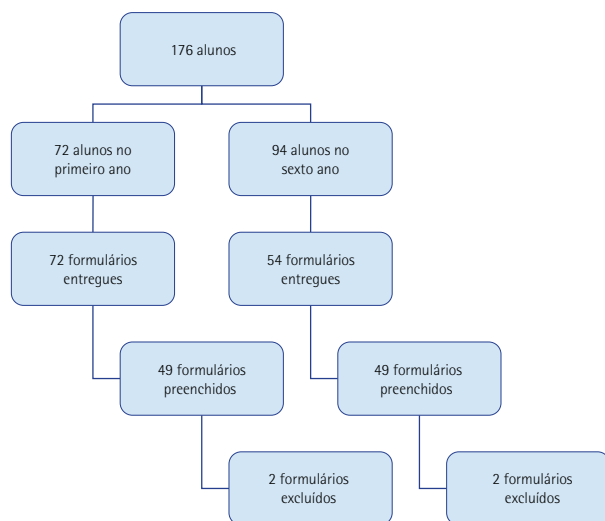 176 alunos
72 alunos no
primeiro ano
94 alunos no
sexto ano
72 formulários
entregues
54 formulários
entregues
49 formulários
preenchidos
49 formulários
preenchidos
2 formulários
excluídos
2 formulários
excluídos